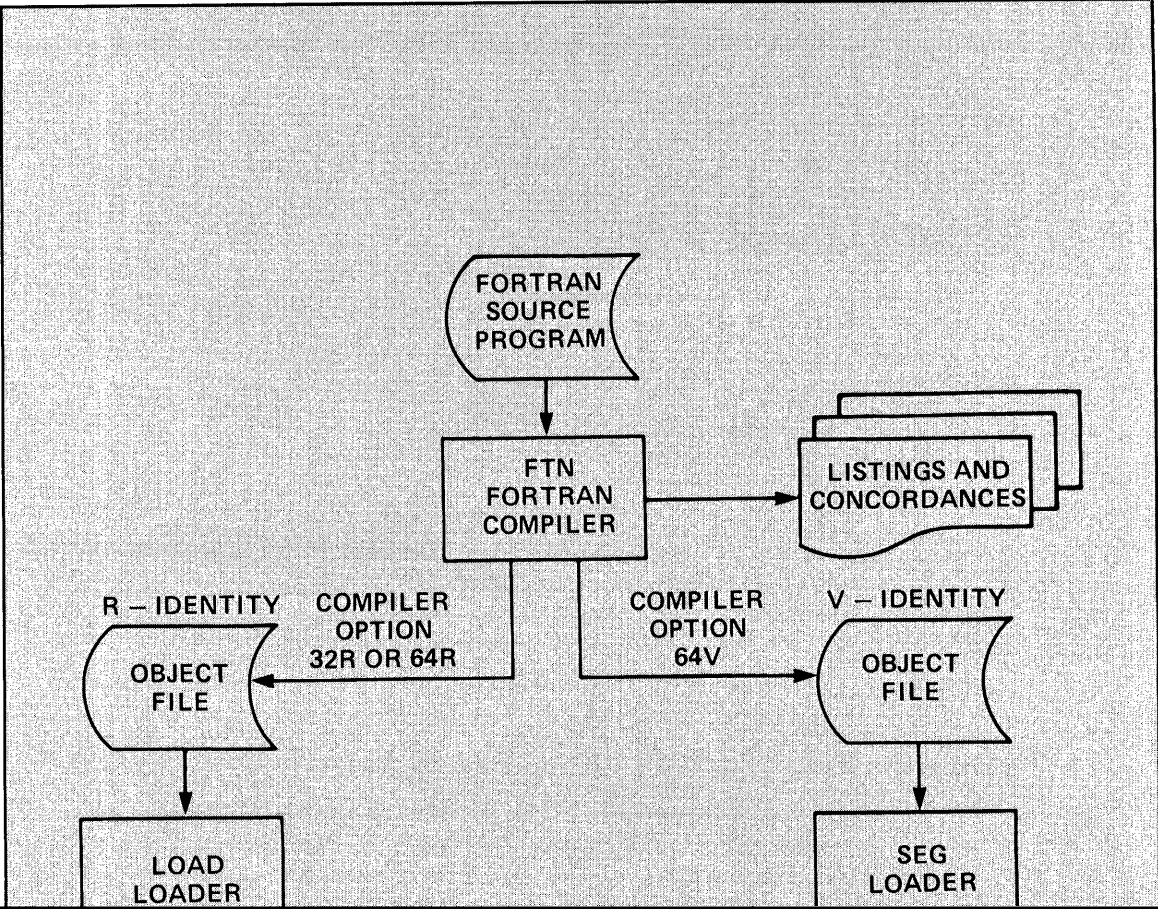 FORTRAN
SOURCE
PROGRAM
FTN
FORTRAN
COMPILER
LISTINGS AND
CONCORDANCES
R – IDENTITY
COMPILER
OPTION
32R OR 64R
COMPILER
OPTION
64V
V – IDENTITY
OBJECT
FILE
OBJECT
FILE
LOAD
LOADER
SEG
LOADER